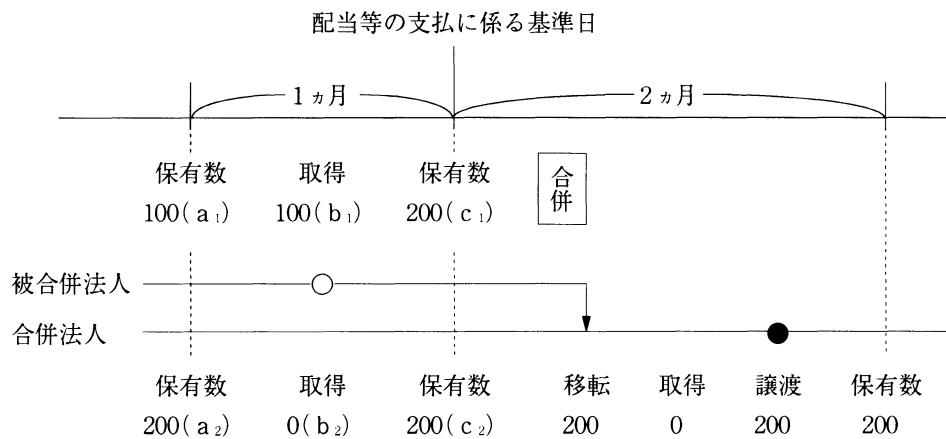 配当等の支払に係る基準日
1ヵ月 2ヵ月
保有数 取得 保有数 合併
100(a₁) 100(b₁) 200(c₁)
被合併法人
合併法人
保有数 取得 保有数 移転 取得 譲渡 保有数
200(a₂) 0(b₂) 200(c₂) 200 0 200 200